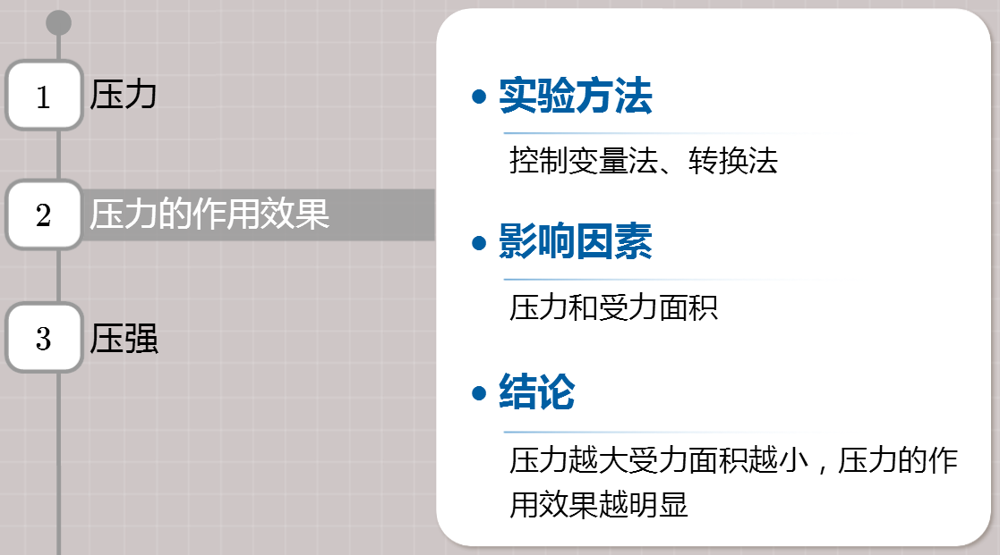 1 压力
2 压力的作用效果
3 压强
• 实验方法
控制变量法、转换法
• 影响因素
压力和受力面积
• 结论
压力越大受力面积越小，压力的作
用效果越明显